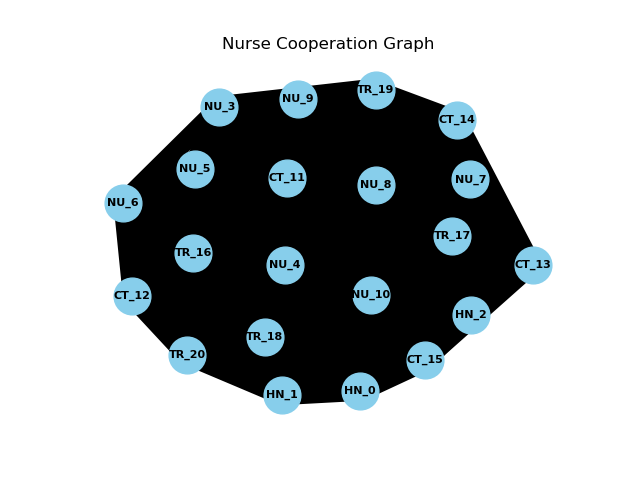 Nurse Cooperation Graph
TR_19
NU_9
NU_3
CT_14
NU_5
CT_11
NU_7
NU_8
NU_6
TR_17
TR_16
NU_4
CT_13
NU_10
CT_12
HN_2
TR_18
TR_20
CT_15
HN_0
HN_1